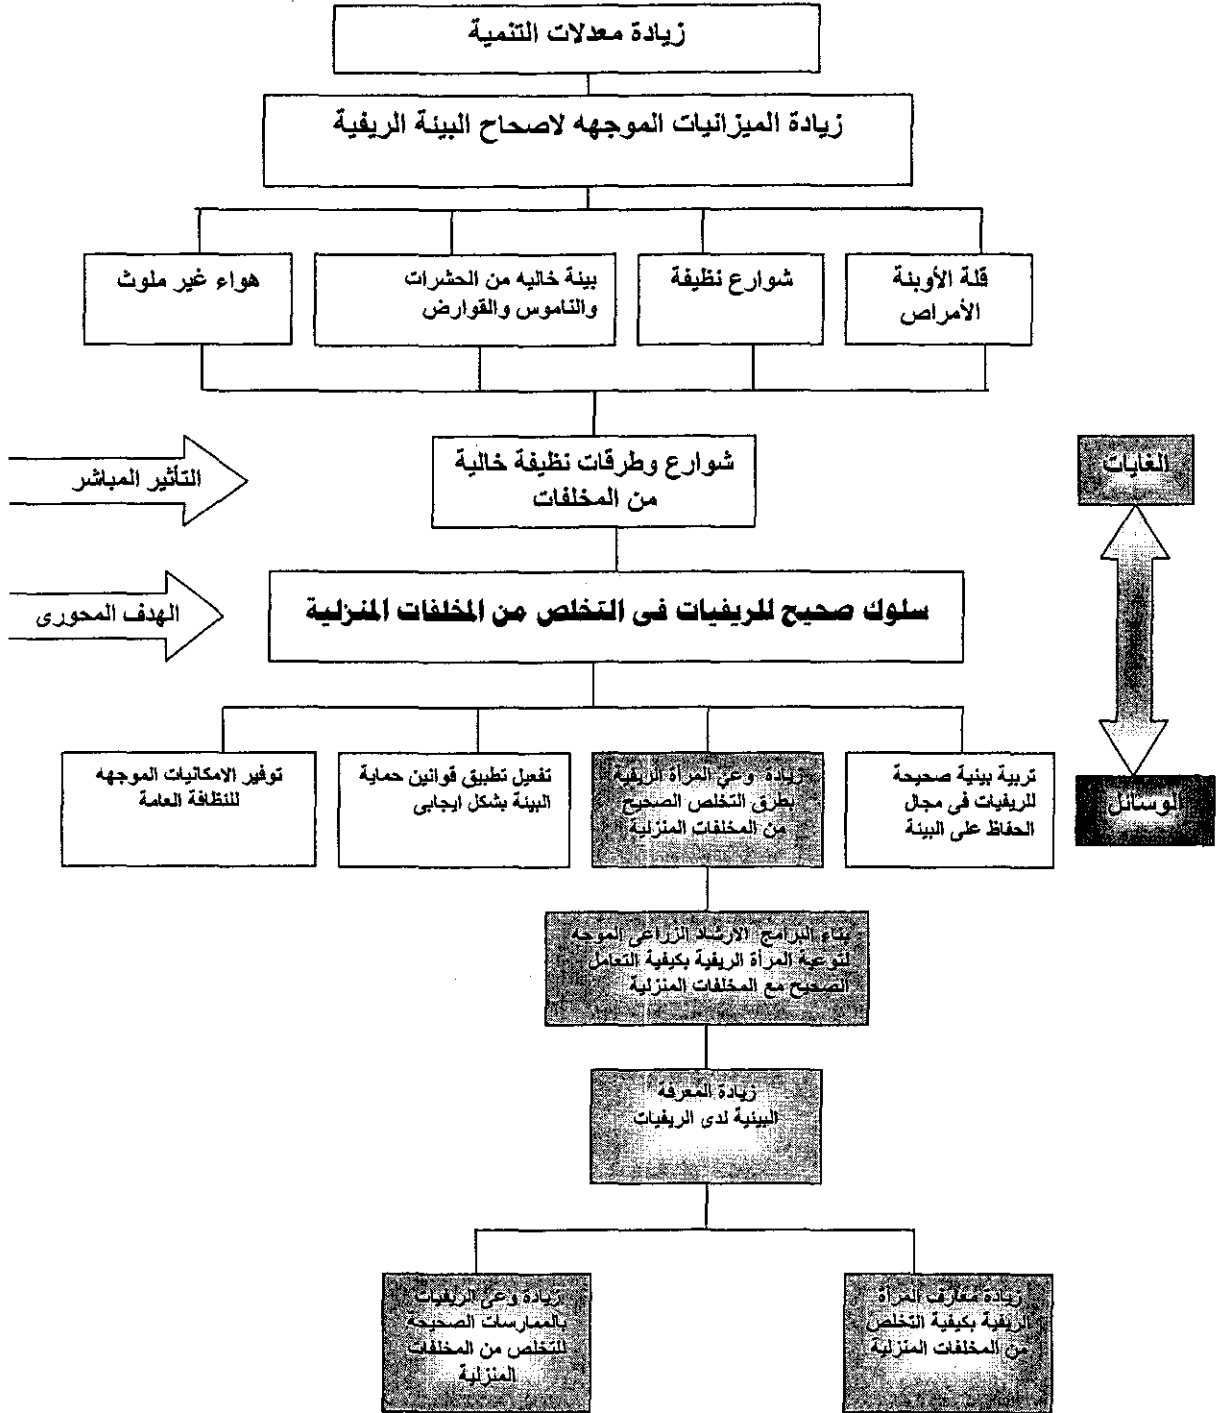 زيادة معدلات التنمية
زيادة الميزانيات الموجهه لاصحاح البيئة الريفية
قلة الأوبئة
الأمراض
شوارع نظيفة
بيئة خاليه من الحشرات
والناموس والقوارض
هواء غير ملوث
الغايات
شوارع وطرقات نظيفة خالية
من المخلفات
التأثير المباشر
سلوك صحيح للريفيات فى التخلص من المخلفات المنزلية
الهدف المحورى
الوسائل
تربية بيئية صحيحة
للريفيات فى مجال
الحفاظ على البيئة
زيادة وعي المرأة الريفية
بطرق التخلص الصحيح
من المخلفات المنزلية
تفعيل تطبيق قوانين حماية
البيئة بشكل ايجابى
توفير الامكانيات الموجهه
للنظافة العامة
بناء البرامج الارشاد الزراعى الموجه
لتوعية المرأة الريفية بكيفية التعامل
الصحيح مع المخلفات المنزلية
زيادة المعرفة
البيئية لدى الريفيات
زيادة معارف المرأة
الريفية بكيفية التخلص
من المخلفات المنزلية
زيادة وعى الريفيات
بالممارسات الصحيحة
للتخلص من المخلفات
المنزلية